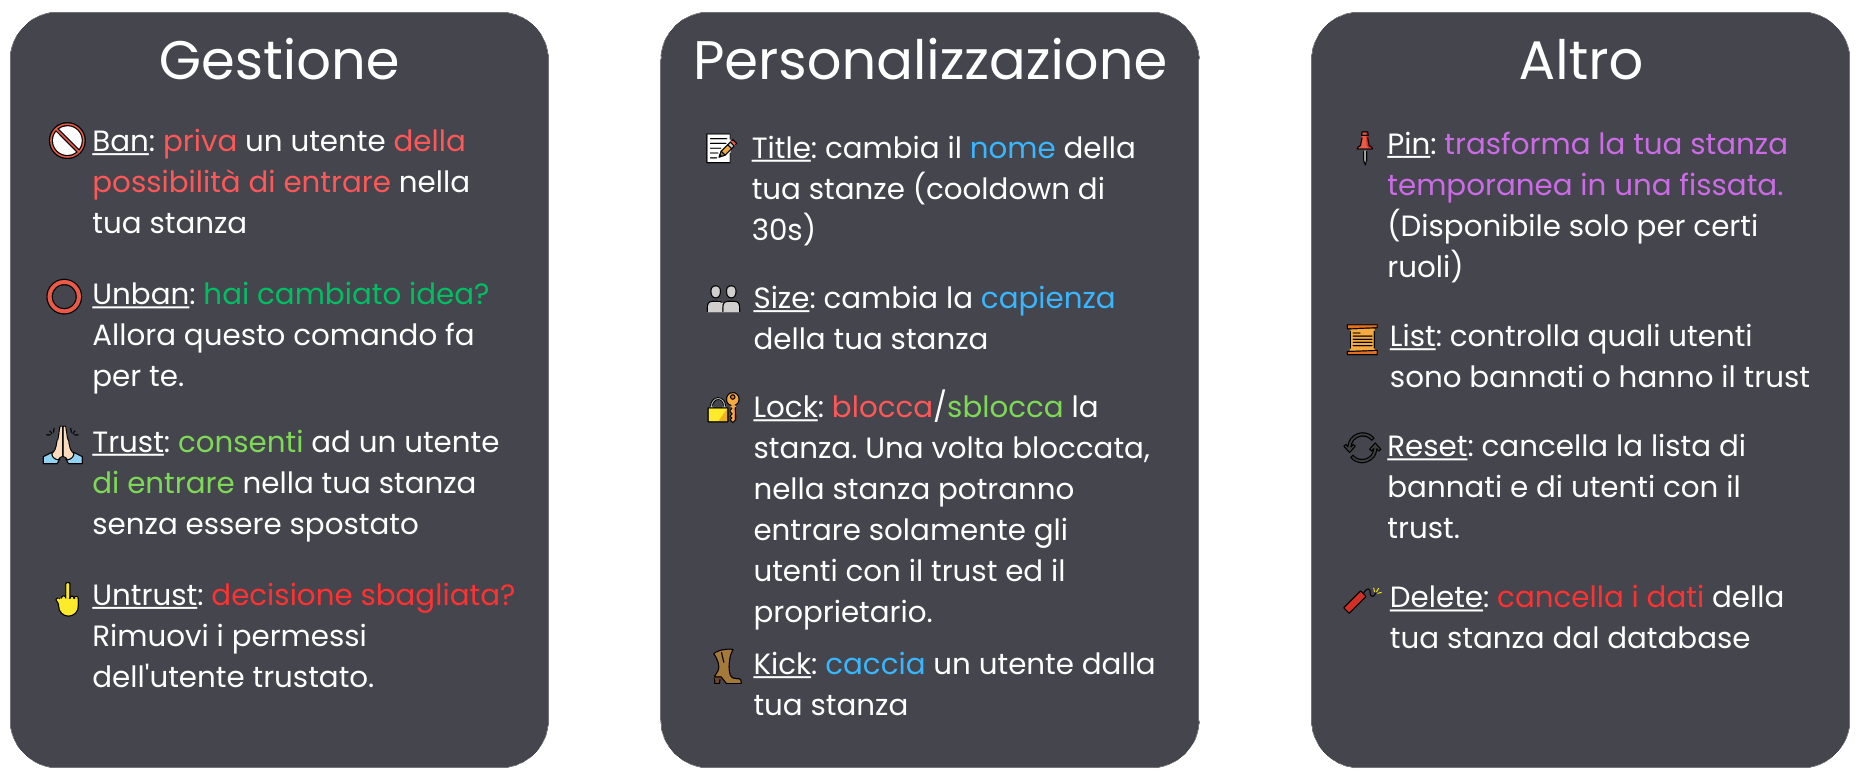 Gestione
Ban: priva un utente della
possibilità di entrare nella
tua stanza
Unban: hai cambiato idea?
Allora questo comando fa
per te.
Trust: consenti ad un utente
di entrare nella tua stanza
senza essere spostato
Untrust: decisione sbagliata?
Rimuovi i permessi
dell'utente trustato.
Personalizzazione
Title: cambia il nome della
tua stanze (cooldown di
30s)
Size: cambia la capienza
della tua stanza
Lock: blocca/sblocca la
stanza. Una volta bloccata,
nella stanza potranno
entrare solamente gli
utenti con il trust ed il
proprietario.
Kick: caccia un utente dalla
tua stanza
Altro
Pin: trasforma la tua stanza
temporanea in una fissata.
(Disponibile solo per certi
ruoli)
List: controlla quali utenti
sono bannati o hanno il trust
Reset: cancella la lista di
bannati e di utenti con il
trust.
Delete: cancella i dati della
tua stanza dal database